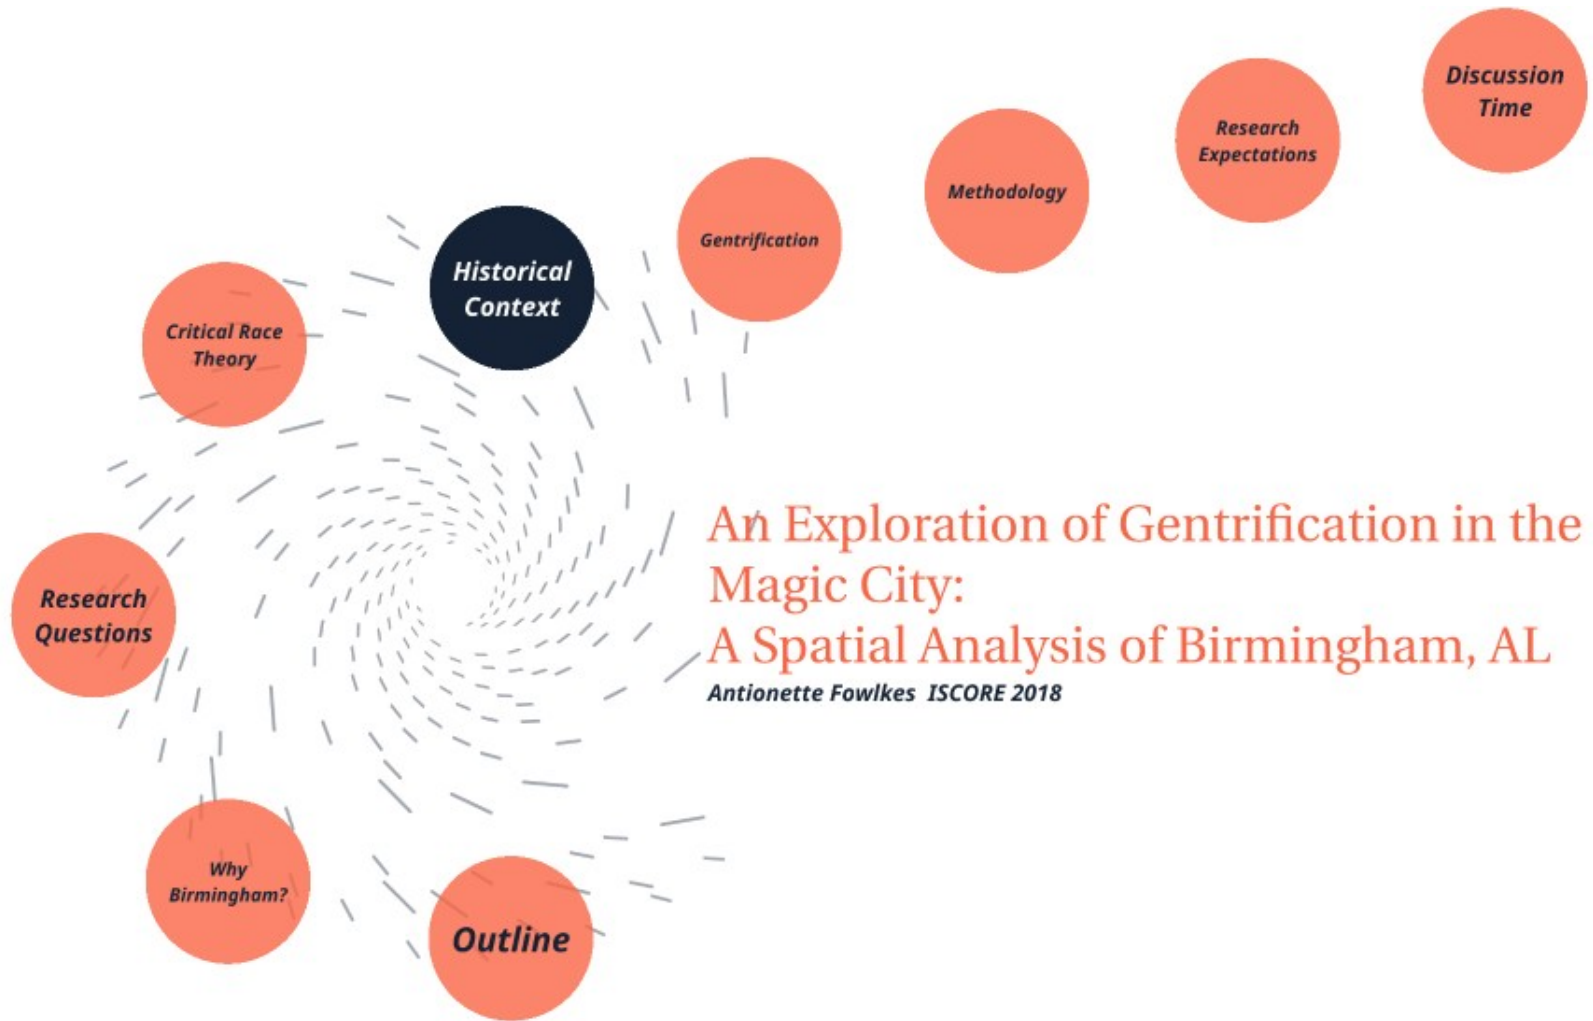 Discussion
Time
Research
Expectations
Methodology
Gentrification
Historical
Context
Critical Race
Theory
Research
Questions
Why
Birmingham?
Outline
An Exploration of Gentrification in the
Magic City:
A Spatial Analysis of Birmingham, AL
Antionette Fowlkes ISCORE 2018